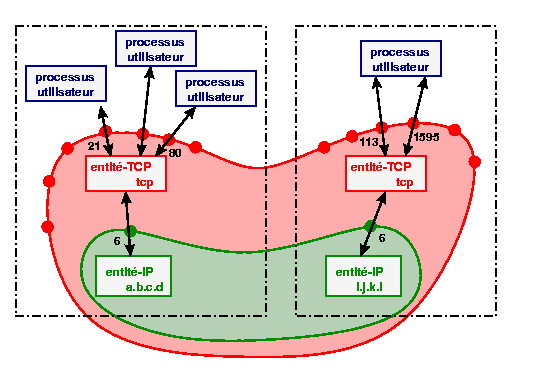 processus
utilisateur
processus
utilisateur
processus
utilisateur
processus
utilisateur
21
80
113
1595
entité-TCP
tcp
entité-TCP
tcp
6
6
entité-IP
a.b.c.d
entité-IP
i.j.k.l